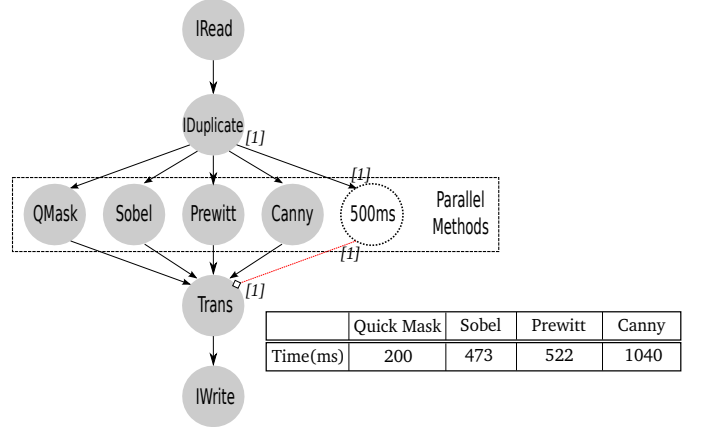 IRead
IDuplicate
[1]
[1]
QMask Sobel Prewitt Canny 500ms
Parallel
Methods
[1]
[1]
Trans
IWrite
Quick Mask Sobel Prewitt Canny
Time(ms) 200 473 522 1040